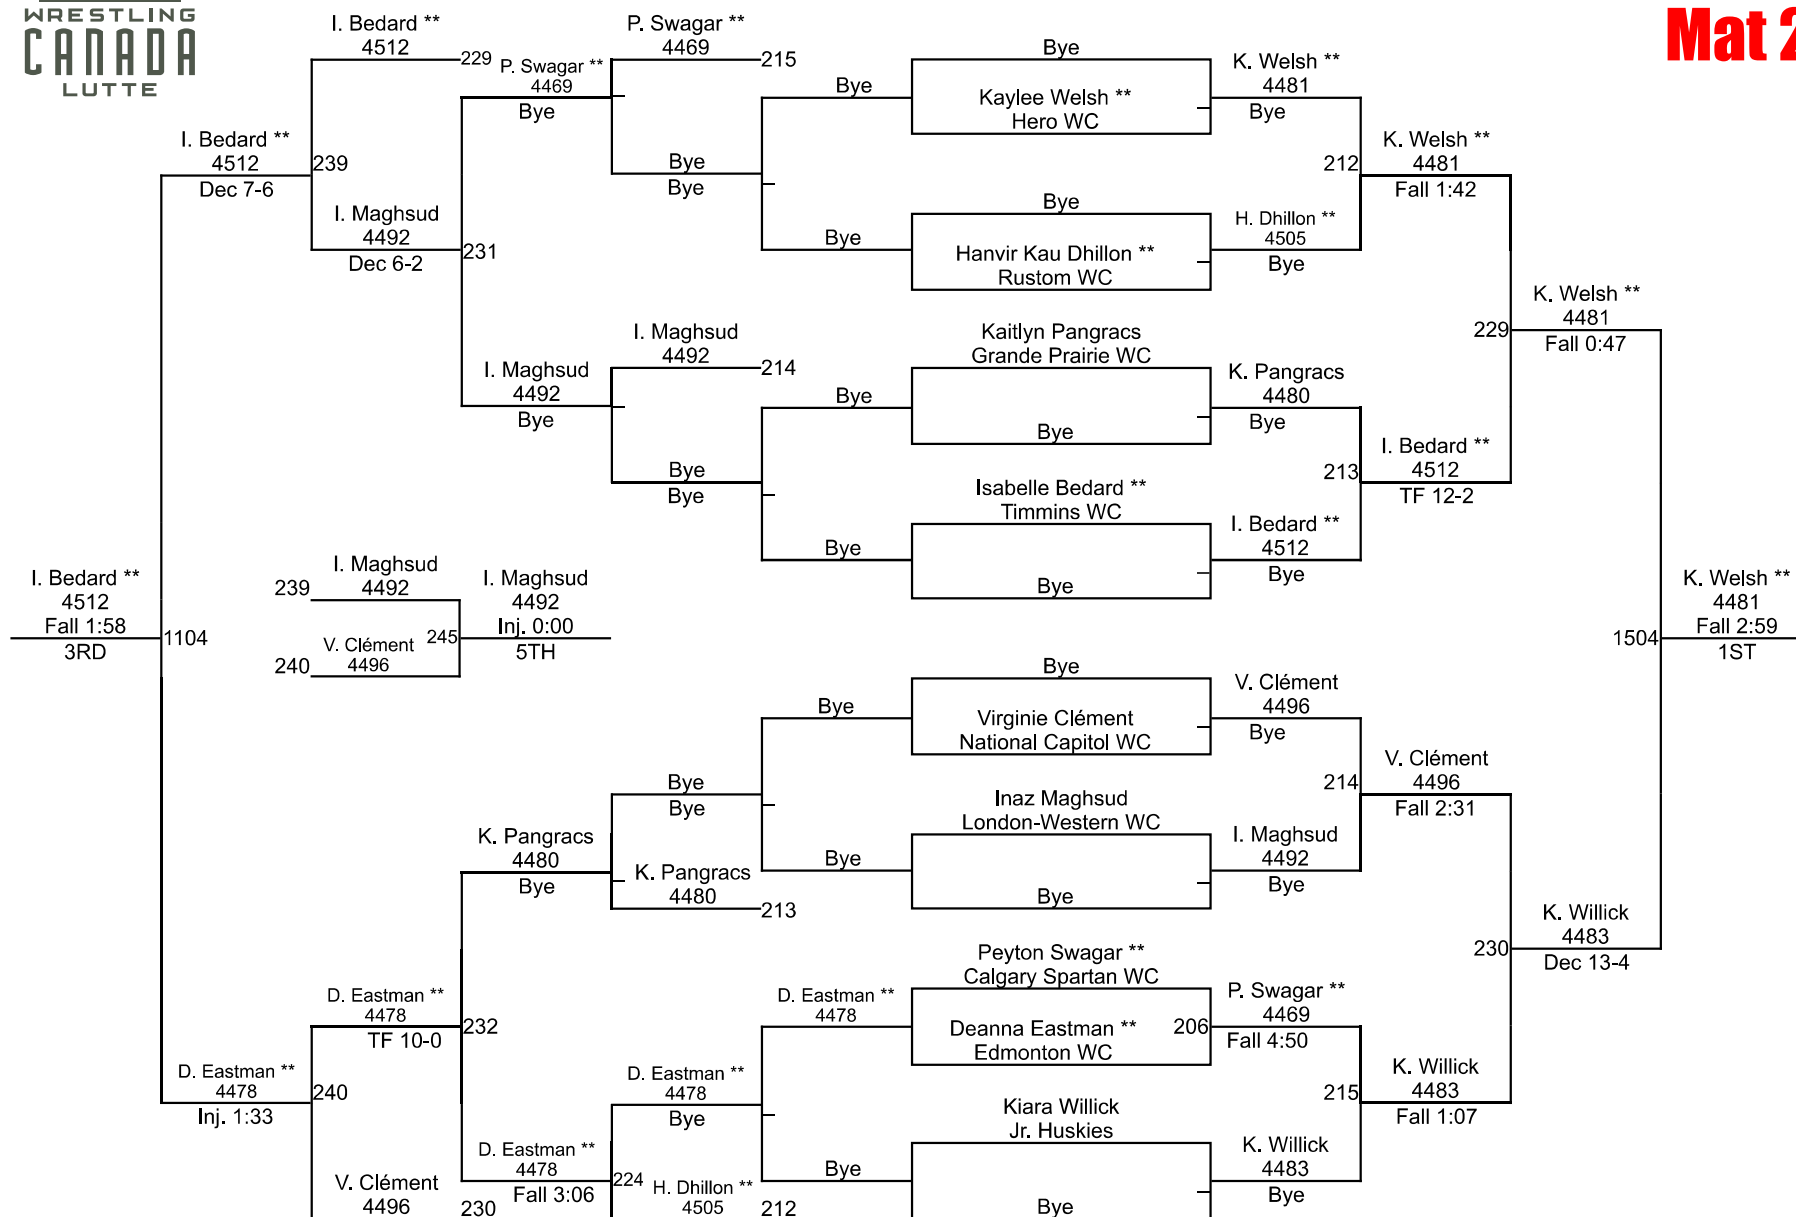 WRESTLING
CANADA
LUTTE
Mat 2
I. Bedard **
4512
229
P. Swagar **
4469
Bye
P. Swagar **
4469
215
Bye
Bye
Kaylee Welsh **
Hero WC
K. Welsh **
4481
Bye
I. Bedard **
4512
Dec 7-6
239
Bye
Bye
212
K. Welsh **
4481
Fall 1:42
I. Maghsud
4492
Dec 6-2
231
Bye
Bye
Hanvir Kau Dhillon **
Rustom WC
H. Dhillon **
4505
Bye
K. Welsh **
4481
Fall 0:47
229
I. Maghsud
4492
Bye
I. Maghsud
4492
214
Bye
Kaitlyn Pangracs
Grande Prairie WC
Bye
K. Pangracs
4480
Bye
Bye
Bye
213
I. Bedard **
4512
TF 12-2
Bye
Isabelle Bedard **
Timmins WC
Bye
I. Bedard **
4512
Bye
I. Bedard **
4512
Fall 1:58
3RD
1104
239
I. Maghsud
4492
240
V. Clément
4496
245
I. Maghsud
4492
Inj. 0:00
5TH
1504
K. Welsh **
4481
Fall 2:59
1ST
Bye
Bye
Virginie Clément
National Capitol WC
V. Clément
4496
Bye
Bye
Bye
214
V. Clément
4496
Fall 2:31
K. Pangracs
4480
Bye
K. Pangracs
4480
213
Bye
Inaz Maghsud
London-Western WC
Bye
I. Maghsud
4492
Bye
230
K. Willick
4483
Dec 13-4
D. Eastman **
4478
TF 10-0
232
D. Eastman **
4478
Peyton Swagar **
Calgary Spartan WC
Deanna Eastman **
Edmonton WC
206
P. Swagar **
4469
Fall 4:50
D. Eastman **
4478
Inj. 1:33
240
D. Eastman **
4478
Bye
215
K. Willick
4483
Fall 1:07
V. Clément
4496
230
D. Eastman **
4478
Fall 3:06
224
H. Dhillon **
4505
212
Bye
Kiara Willick
Jr. Huskies
Bye
K. Willick
4483
Bye